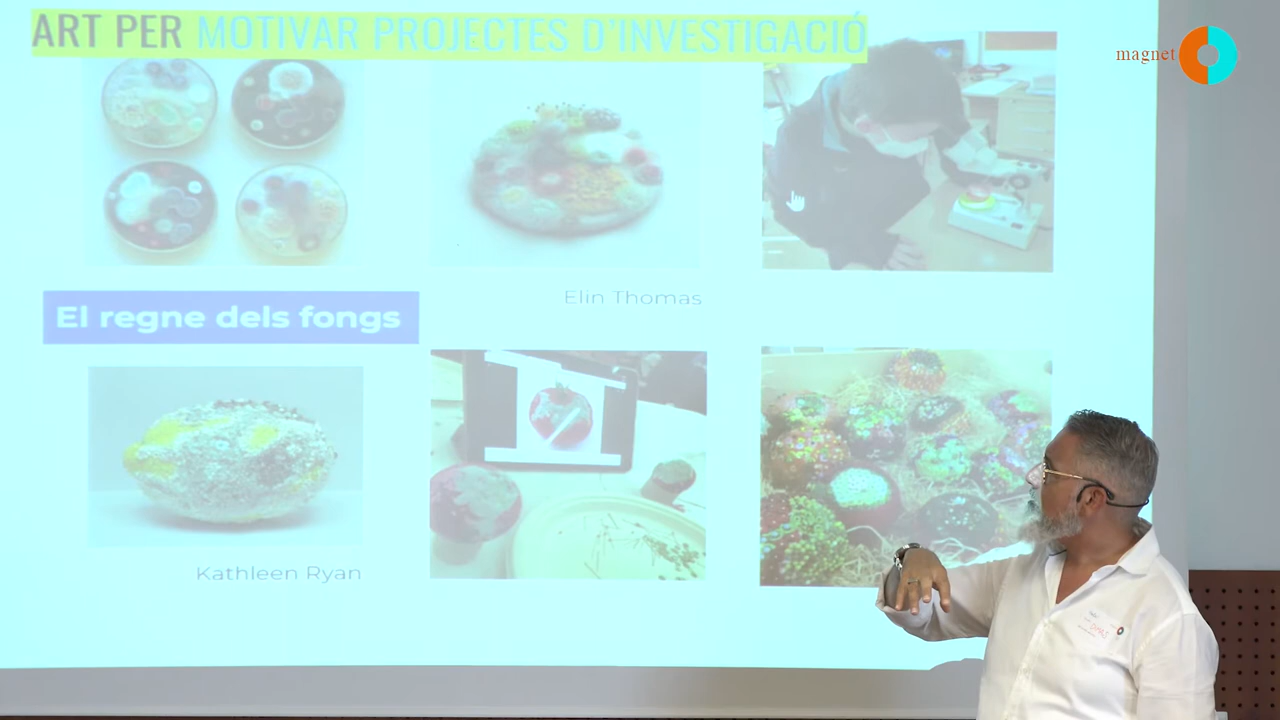 ART PER MOTIVAR PROJECTES D'INVESTIGACIÓ
magnet
Elin Thomas
El regne dels fongs
Kathleen Ryan